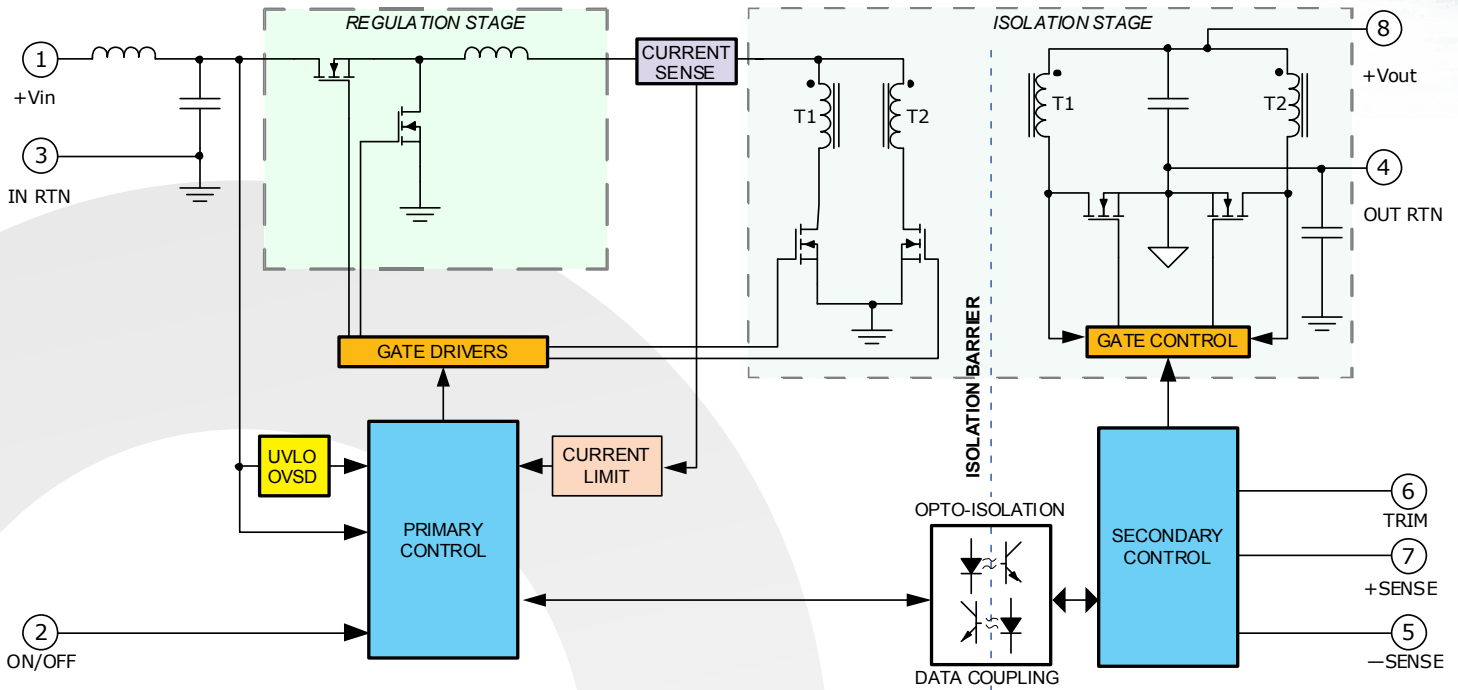 REGULATION STAGE
ISOLATION STAGE
1
+Vin
CURRENT
SENSE
8
+Vout
T1
T2
T1
T2
3
IN RTN
4
OUT RTN
GATE DRIVERS
GATE CONTROL
ISOLATION BARRIER
UVLO
OVSD
CURRENT
LIMIT
PRIMARY
CONTROL
OPTO-ISOLATION
SECONDARY
CONTROL
6
TRIM
7
+SENSE
2
ON/OFF
5
—SENSE
DATA COUPLING